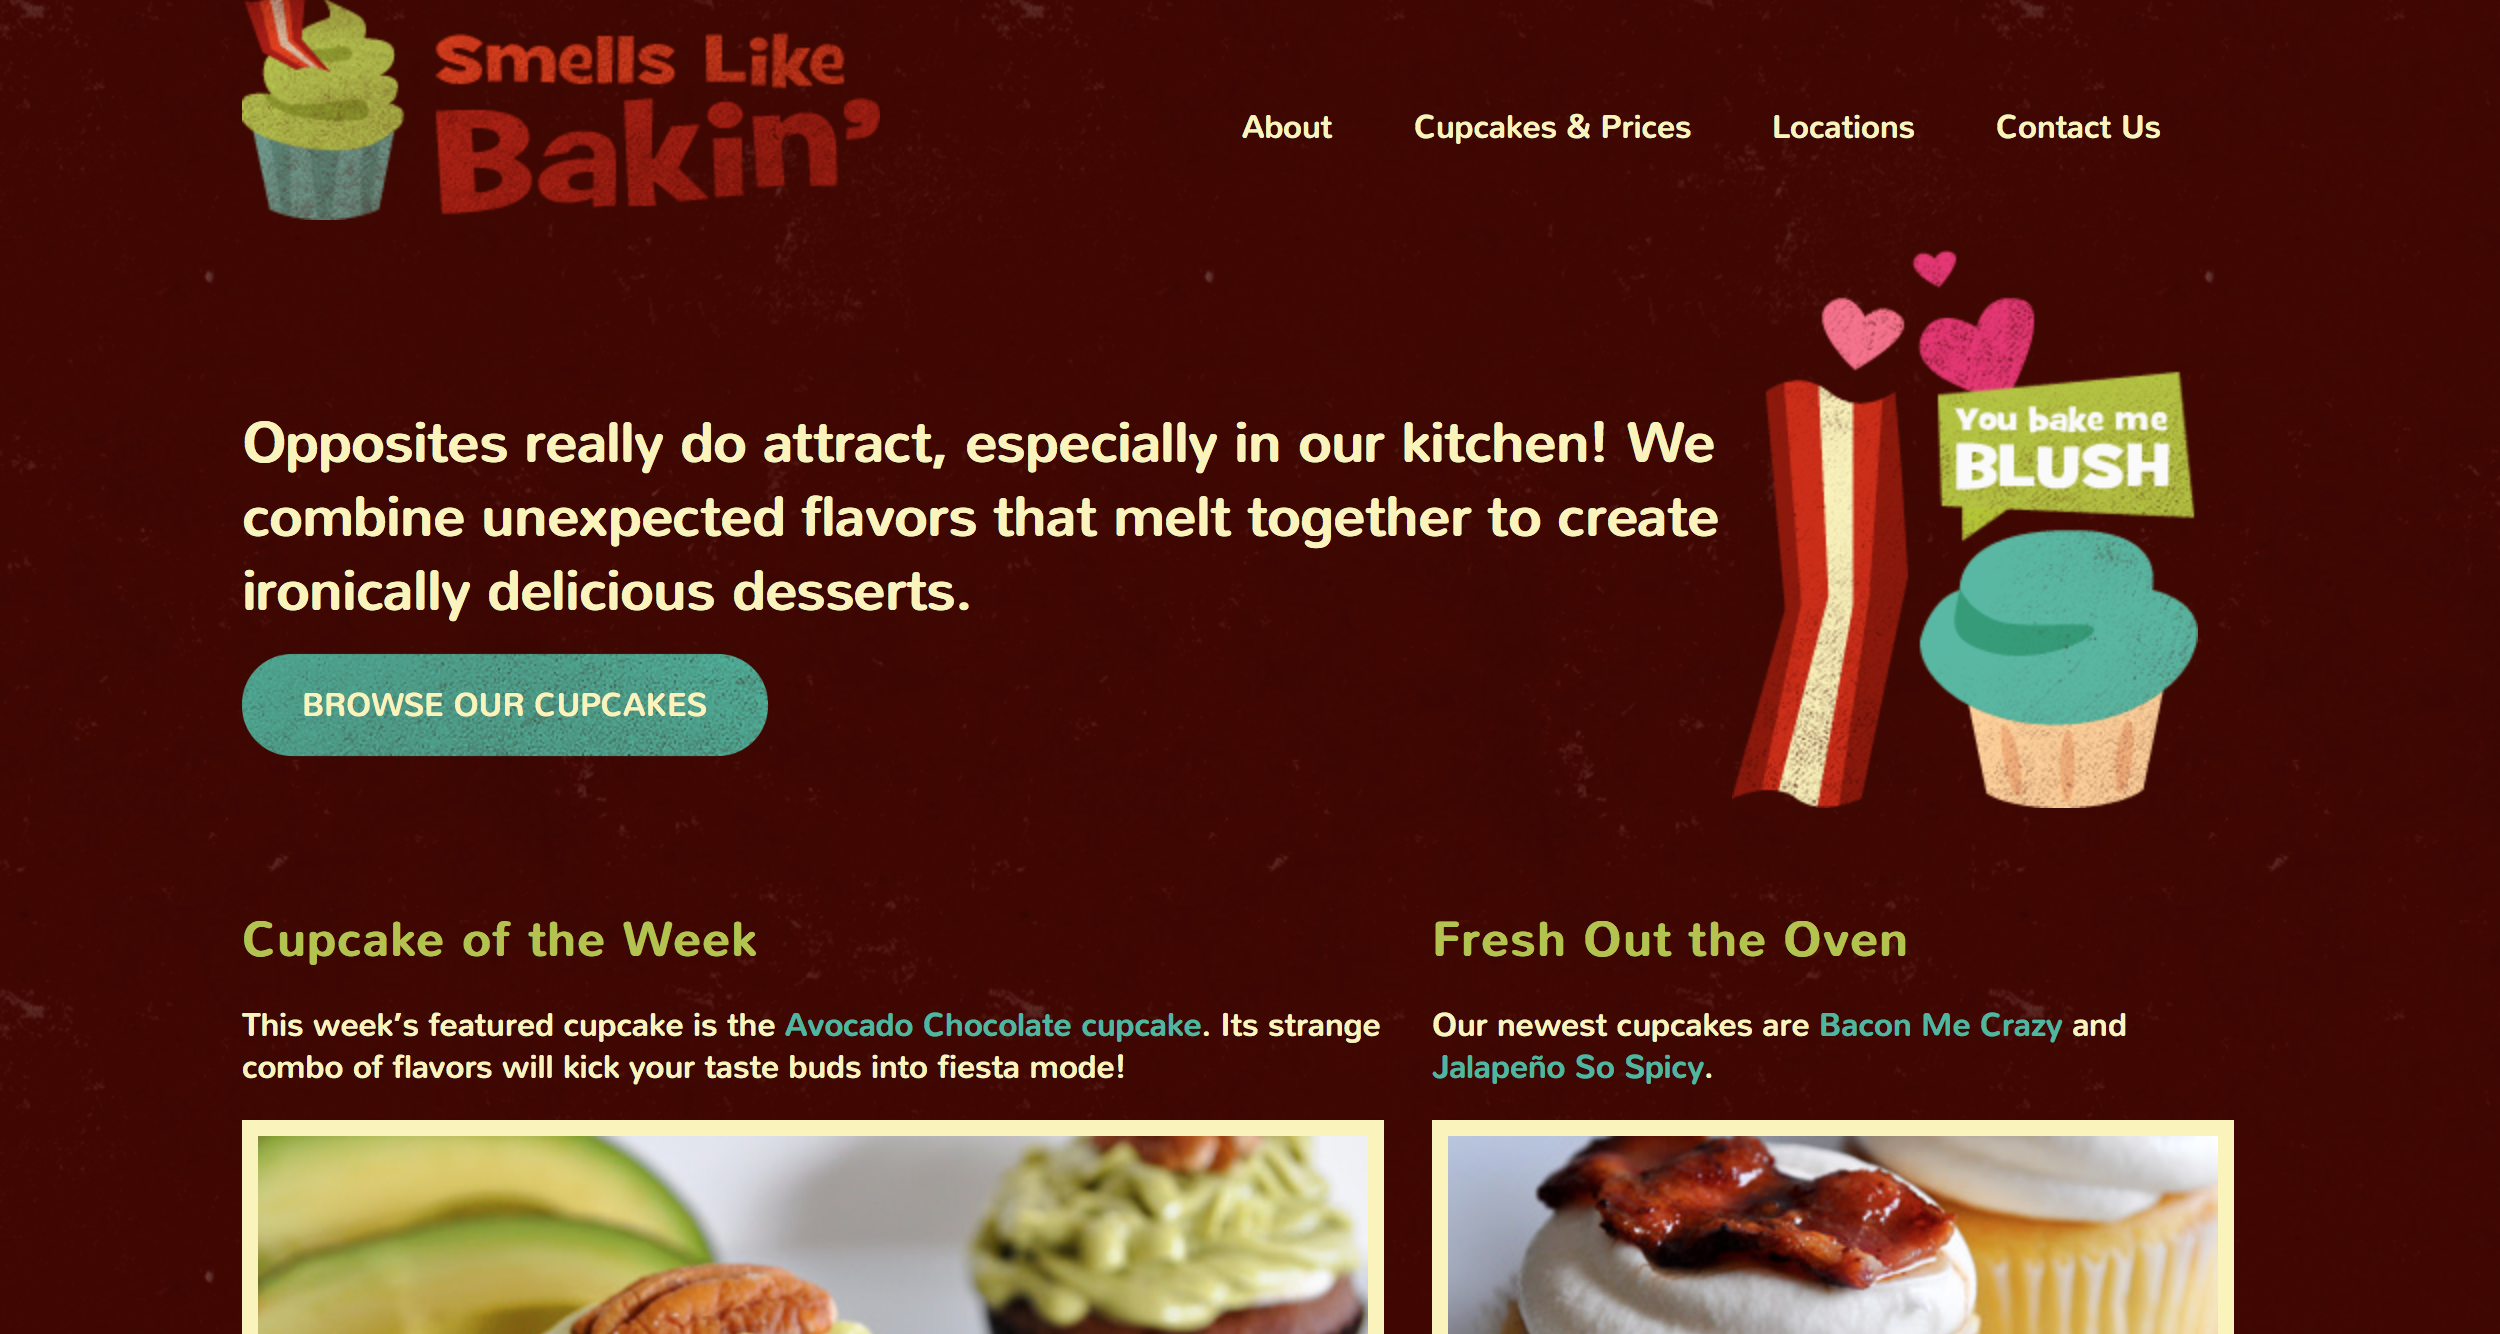 Smells Like
Bakin’
About
Cupcakes & Prices
Locations
Contact Us
You bake me
BLUSH
Opposites really do attract, especially in our kitchen! We
combine unexpected flavors that melt together to create
ironically delicious desserts.
BROWSE OUR CUPCAKES
Cupcake of the Week
This week’s featured cupcake is the Avocado Chocolate cupcake. Its strange
combo of flavors will kick your taste buds into fiesta mode!
Fresh Out the Oven
Our newest cupcakes are Bacon Me Crazy and
Jalapeño So Spicy.